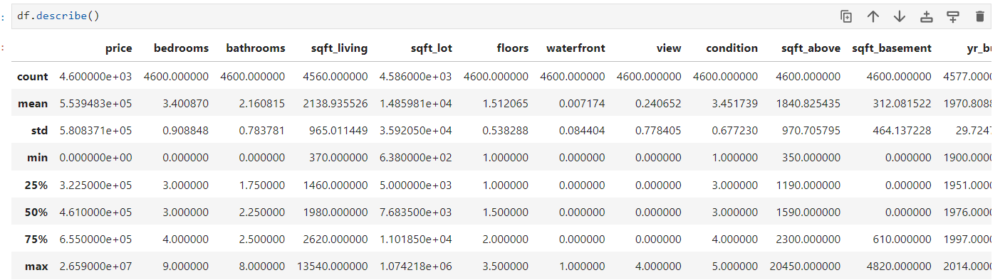 : df.describe()
: price bedrooms bathrooms sqft_living sqft_lot floors waterfront view condition sqft_above sqft_basement yr_bu
count 4.600000e+03 4600.000000 4600.000000 4560.000000 4.586000e+03 4600.000000 4600.000000 4600.000000 4600.000000 4600.000000 4600.000000 4577.0000
mean 5.539483e+05 3.400870 2.160815 2138.935526 1.485981e+04 1.512065 0.007174 0.240652 3.451739 1840.825435 312.081522 1970.8088
std 5.808371e+05 0.908848 0.783781 965.011449 3.592050e+04 0.538288 0.084404 0.778405 0.677230 970.705795 464.137228 29.7247
min 0.000000e+00 0.000000 0.000000 370.000000 6.380000e+02 1.000000 0.000000 0.000000 1.000000 350.000000 0.000000 1900.0000
25% 3.225000e+05 3.000000 1.750000 1460.000000 5.000000e+03 1.000000 0.000000 0.000000 3.000000 1190.000000 0.000000 1951.0000
50% 4.610000e+05 3.000000 2.250000 1980.000000 7.683500e+03 1.500000 0.000000 0.000000 3.000000 1590.000000 0.000000 1976.0000
75% 6.550000e+05 4.000000 2.500000 2620.000000 1.101850e+04 2.000000 0.000000 0.000000 4.000000 2300.000000 610.000000 1997.0000
max 2.659000e+07 9.000000 8.000000 13540.000000 1.074218e+06 3.500000 1.000000 4.000000 5.000000 20450.000000 4820.000000 2014.0000